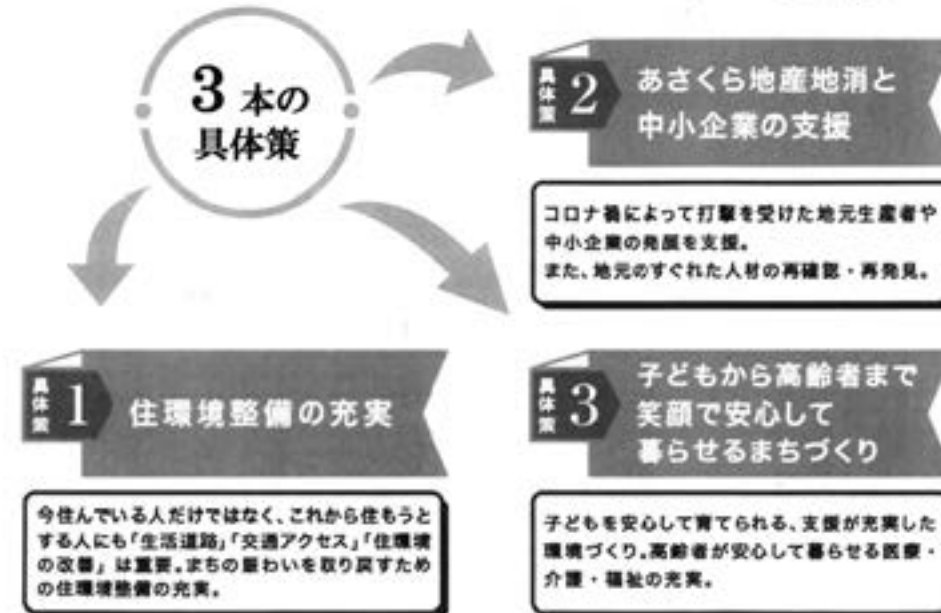 3 本の
具体策
具体策 2
あさくら地産地消と
中小企業の支援
コロナ禍によって打撃を受けた地元生産者や
中小企業の発展を支援。
また、地元のすぐれた人材の再確認・再発見。
具体策 1
住環境整備の充実
今住んでいる人だけではなく、これから住もうと
する人にも「生活道路」「交通アクセス」「住環境
の改善」は重要。まちの賑わいを取り戻すため
の住環境整備の充実。
具体策 3
子どもから高齢者まで
笑顔で安心して
暮らせるまちづくり
子どもを安心して育てられる、支援が充実した
環境づくり。高齢者が安心して暮らせる医療・
介護・福祉の充実。